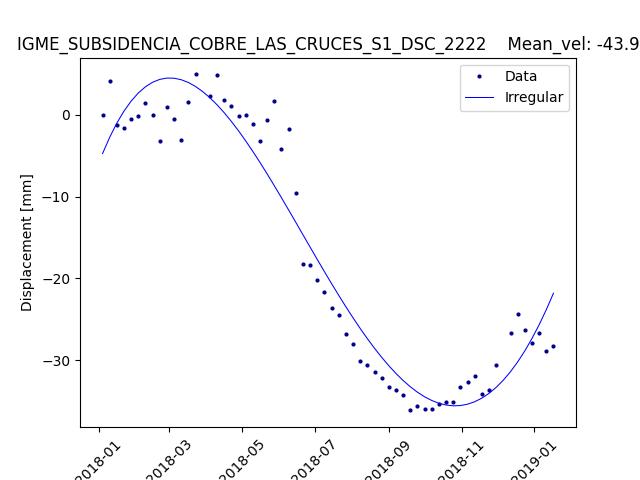 IGME_SUBSIDENCIA_COBRE_LAS_CRUCES_S1_DSC_2222 Mean_vel: -43.9
Data
Irregular
Displacement [mm]
0
−10
−20
−30
2018-01
2018-03
2018-05
2018-07
2018-09
2018-11
2019-01